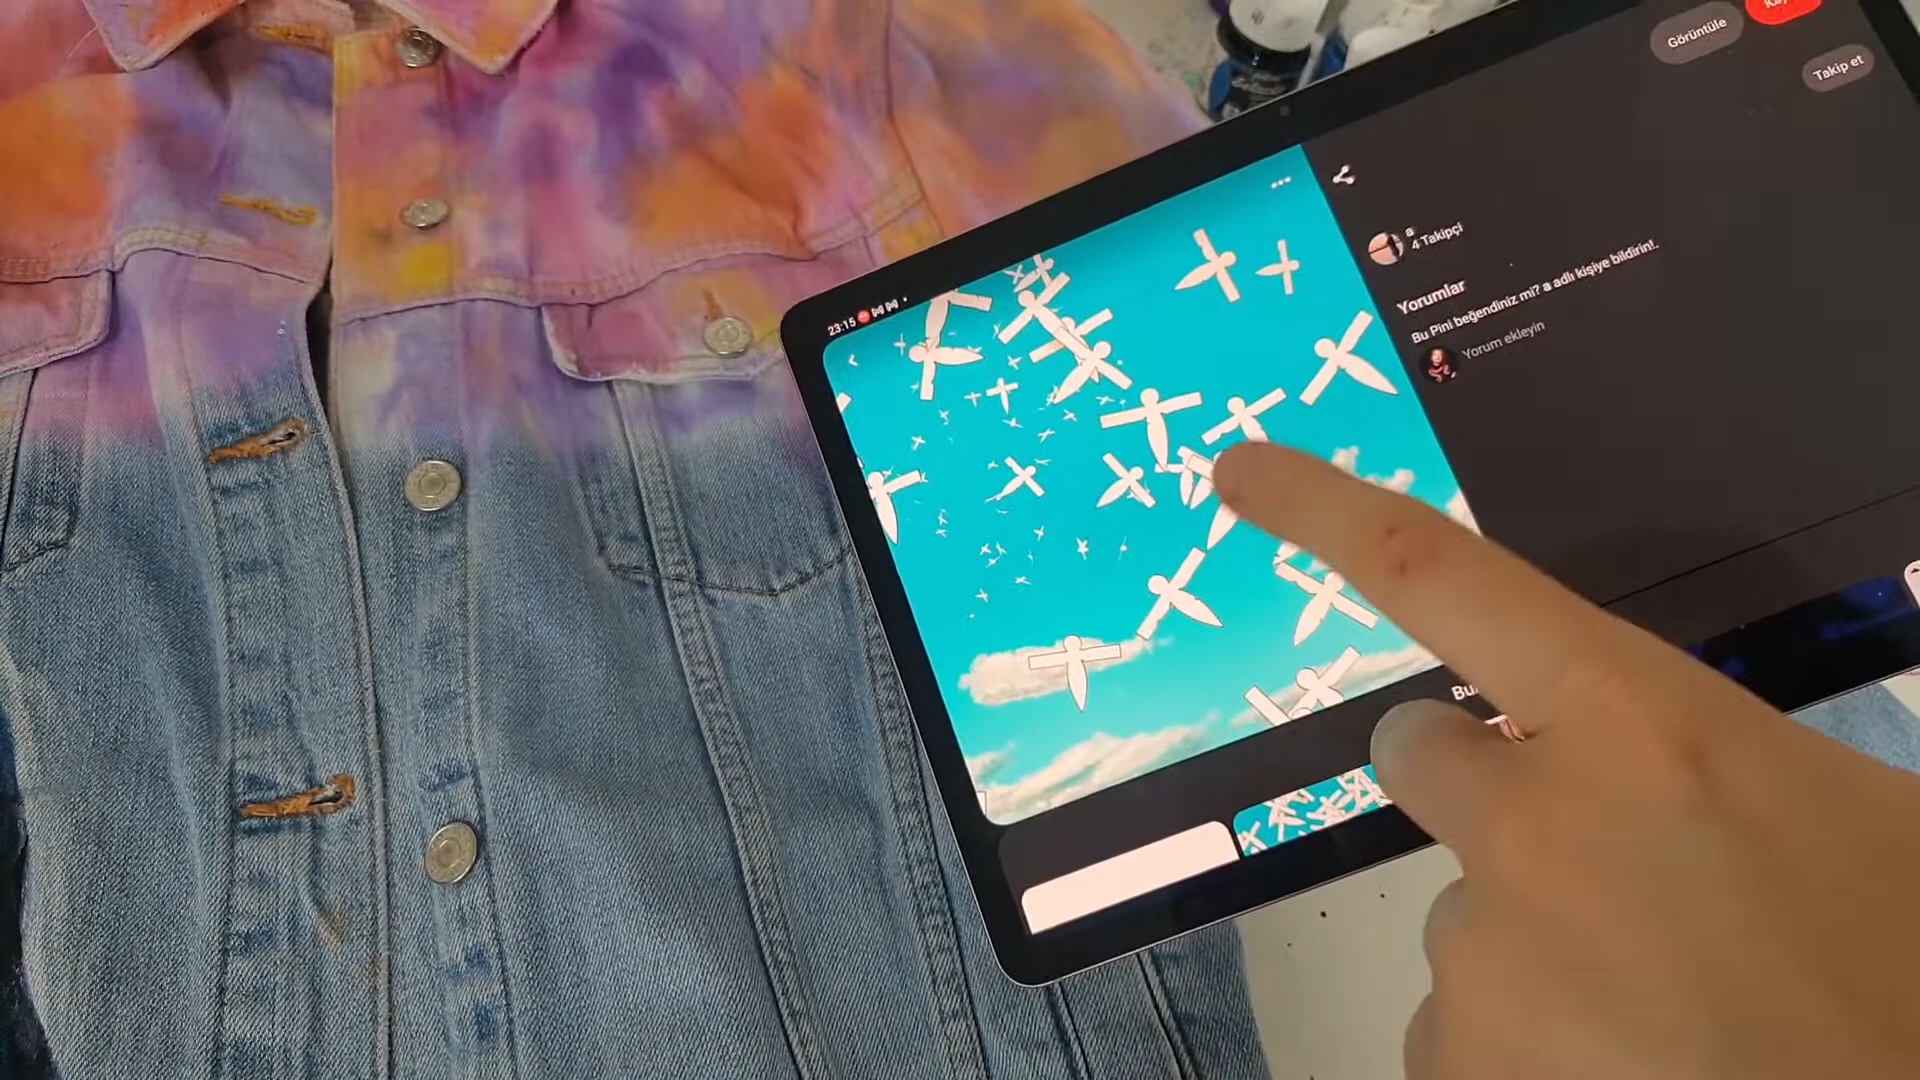 23:15
Görüntüle
Takip et
a
4 Takipçi
Yorumlar
Bu Pini beğendiniz mi? a adlı kişiye bildirin!.
Yorum ekleyin